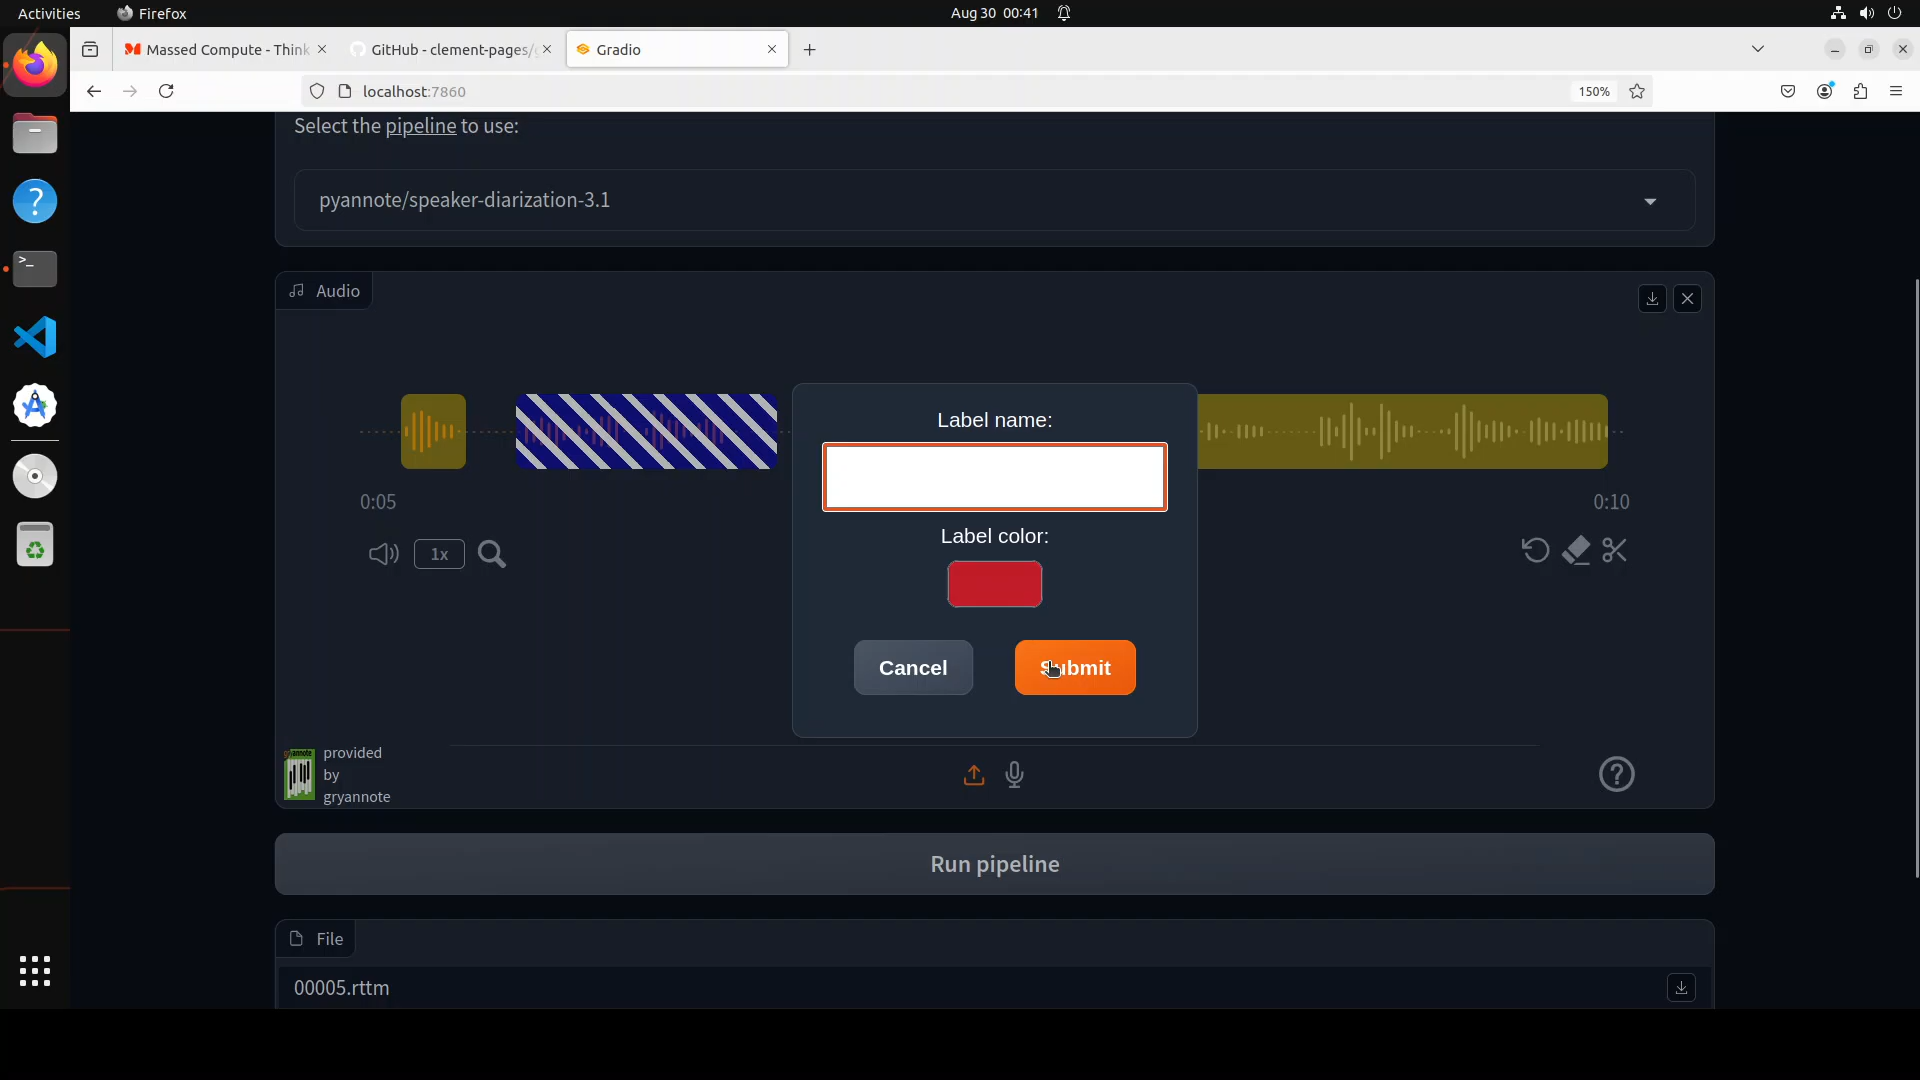 Activities
Firefox
Aug 30 00:41
Massed Compute - Think
GitHub - clement-pages/
Gradio
localhost:7860
150%
Select the pipeline to use:
pyannote/speaker-diarization-3.1
Audio
Label name:
0:05
0:10
Label color:
1x
Cancel
Submit
provided
by
gryannote
gryannote
Run pipeline
File
00005.rttm